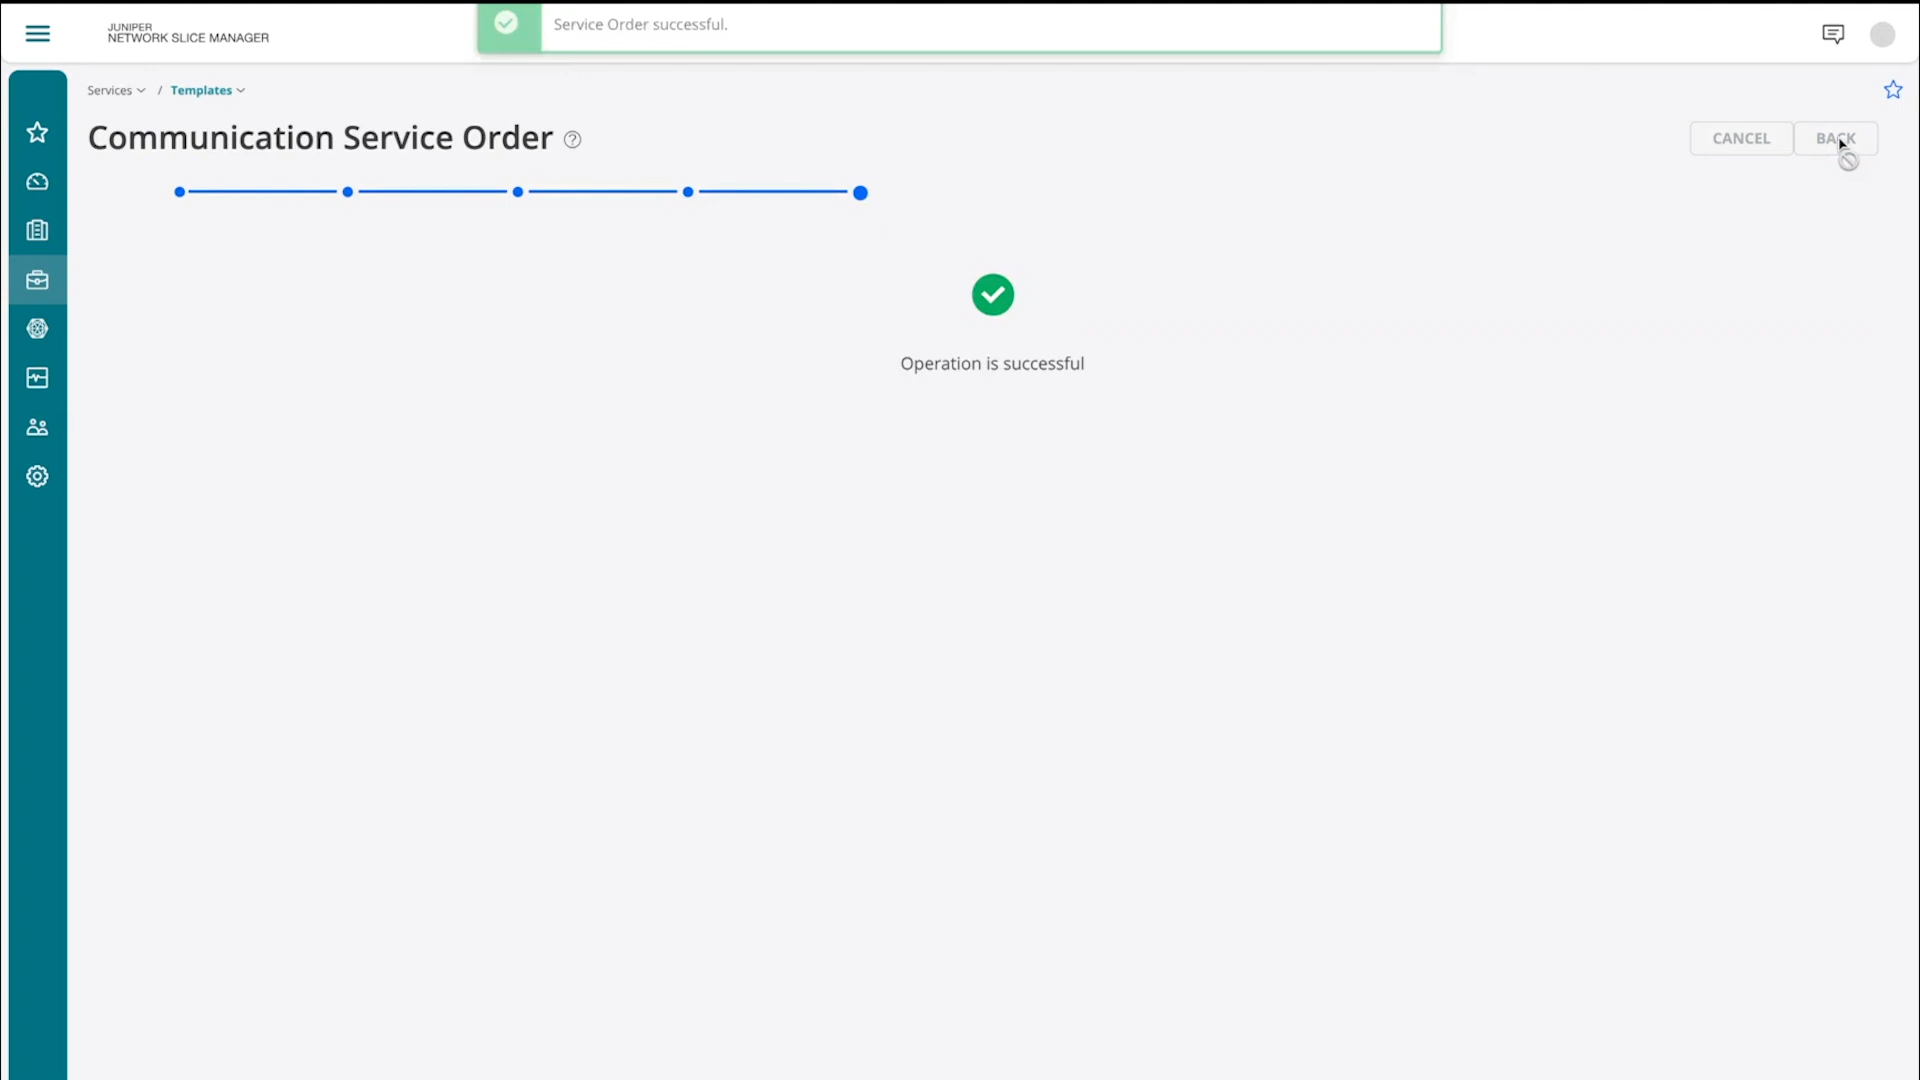 JUNIPER
NETWORK SLICE MANAGER
Service Order successful.
Services / Templates
Communication Service Order ?
CANCEL BACK
Operation is successful